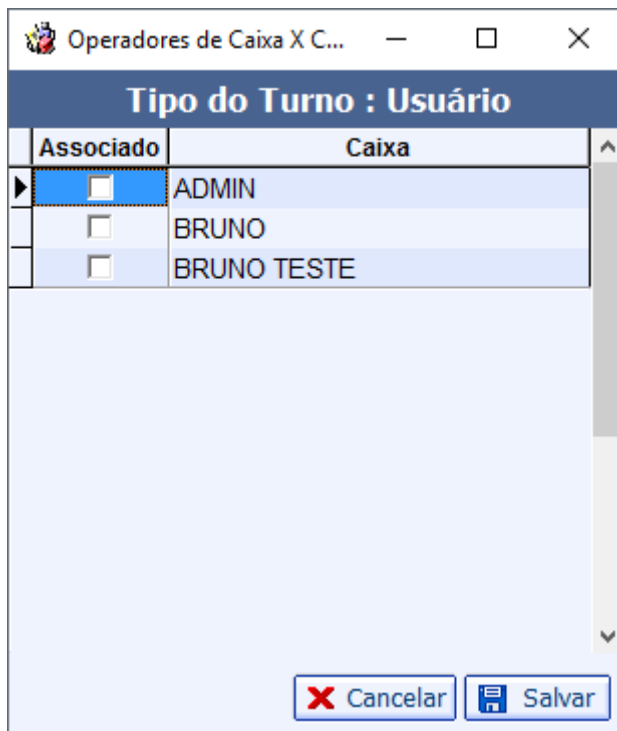 Operadores de Caixa X C...
Tipo do Turno : Usuário
Associado Caixa
ADMIN
BRUNO
BRUNO TESTE
Cancelar Salvar